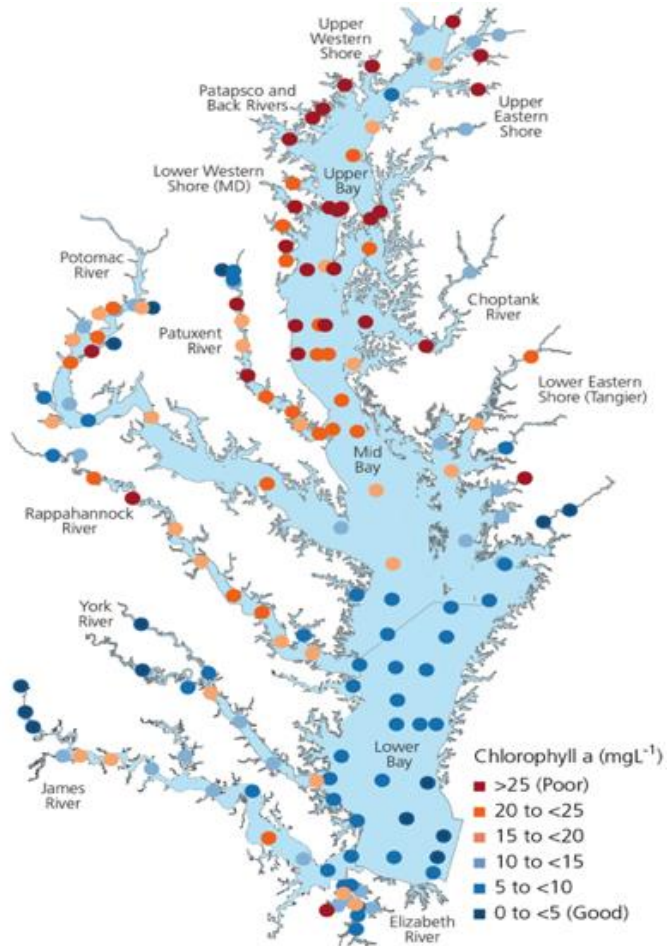 Upper
Western
Shore
Patapsco and
Back Rivers
Upper
Eastern
Shore
Lower Western
Shore (MD)
Upper
Bay
Potomac
River
Choptank
River
Patuxent
River
Lower Eastern
Shore (Tangier)
Mid
Bay
Rappahannock
River
York
River
Lower
Bay
James
River
Elizabeth
River
Chlorophyll a (mgL⁻¹)
>25 (Poor)
20 to <25
15 to <20
10 to <15
5 to <10
0 to <5 (Good)